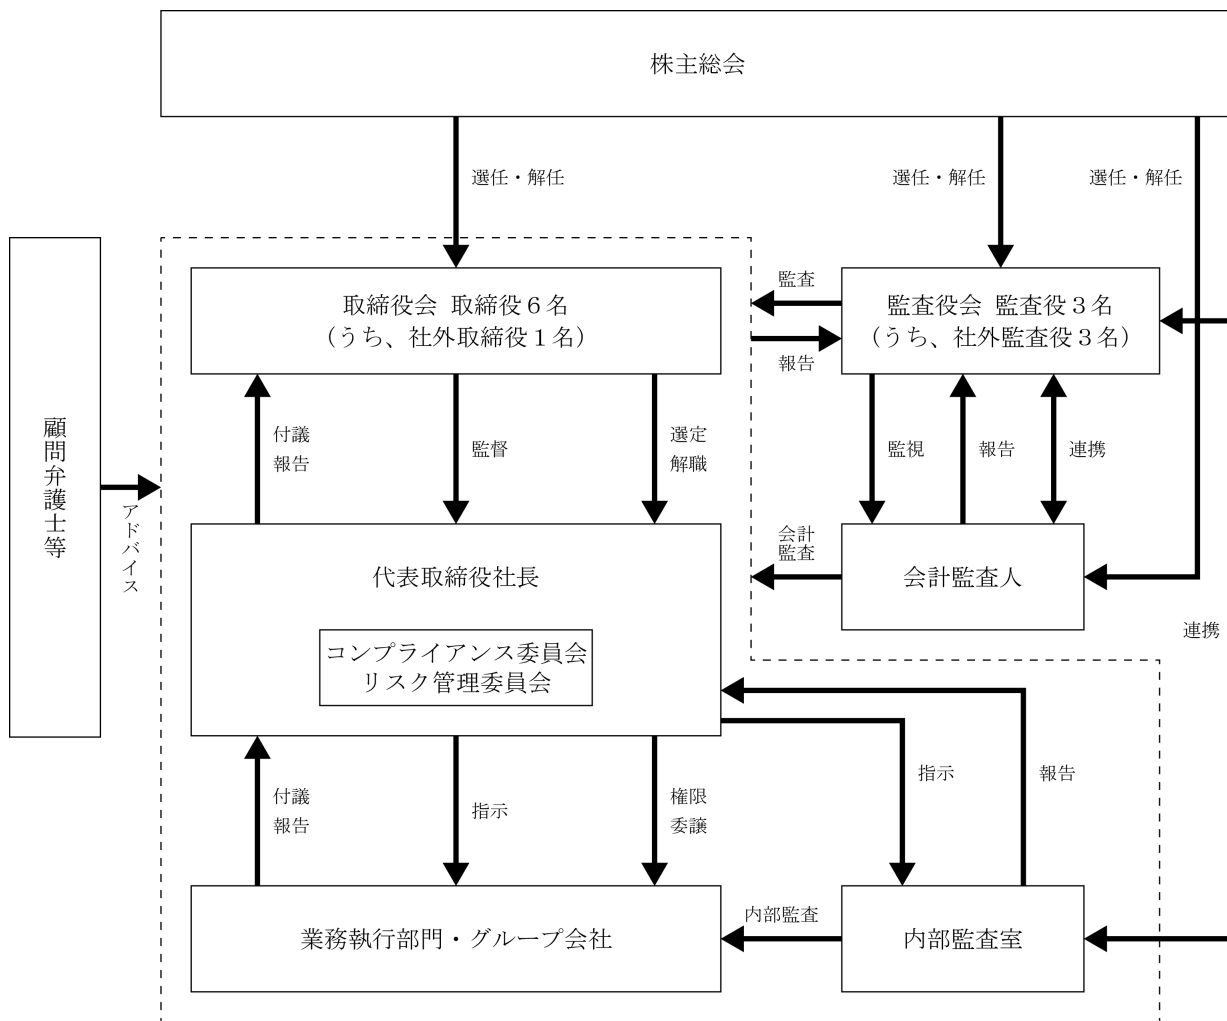 株主総会
選任・解任
選任・解任
選任・解任
取締役会 取締役６名
（うち、社外取締役１名）
監査
報告
監査役会 監査役３名
（うち、社外監査役３名）
顧問弁護士等
アドバイス
付議
報告
監督
選定
解職
監視
報告
連携
代表取締役社長
コンプライアンス委員会
リスク管理委員会
会計
監査
会計監査人
連携
付議
報告
指示
権限
委譲
指示
報告
業務執行部門・グループ会社
内部監査
内部監査室